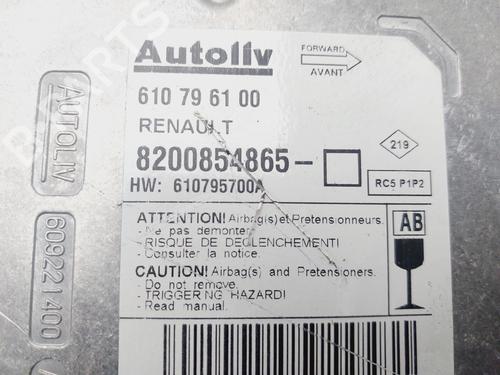 Autoliv
FORWARD
AVANT
610 79 61 00
RENAULT
8200854865-
219
HW: 610795700A
RC5 P1P2
ATTENTION! Airbag(s) et Pretensionneurs.
- Ne pas demonter.
- RISQUE DE DECLENCHEMENT!
- Consulter la notice.
AB
CAUTION! Airbag(s) and Pretensioners.
- Do not remove.
- TRIGGERING HAZARD!
- Read manual.
AUTOLIV
609221400